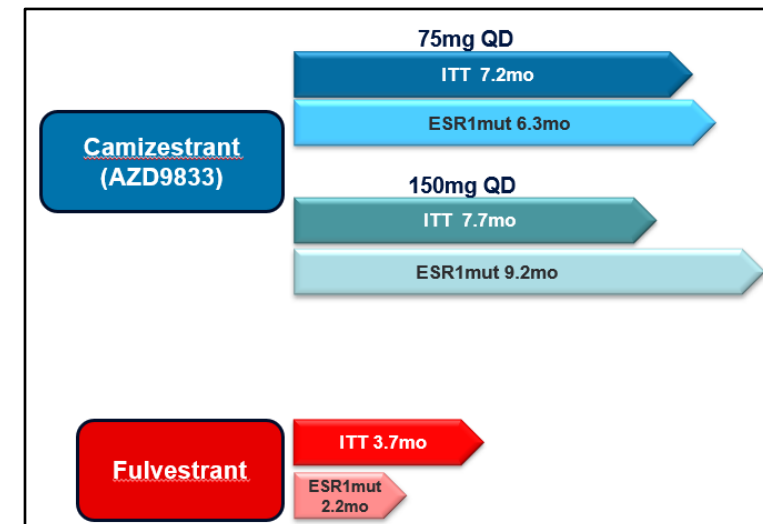 75mg QD
ITT 7.2mo
ESR1mut 6.3mo
Camizestrant
(AZD9833)
150mg QD
ITT 7.7mo
ESR1mut 9.2mo
Fulvestrant
ITT 3.7mo
ESR1mut
2.2mo